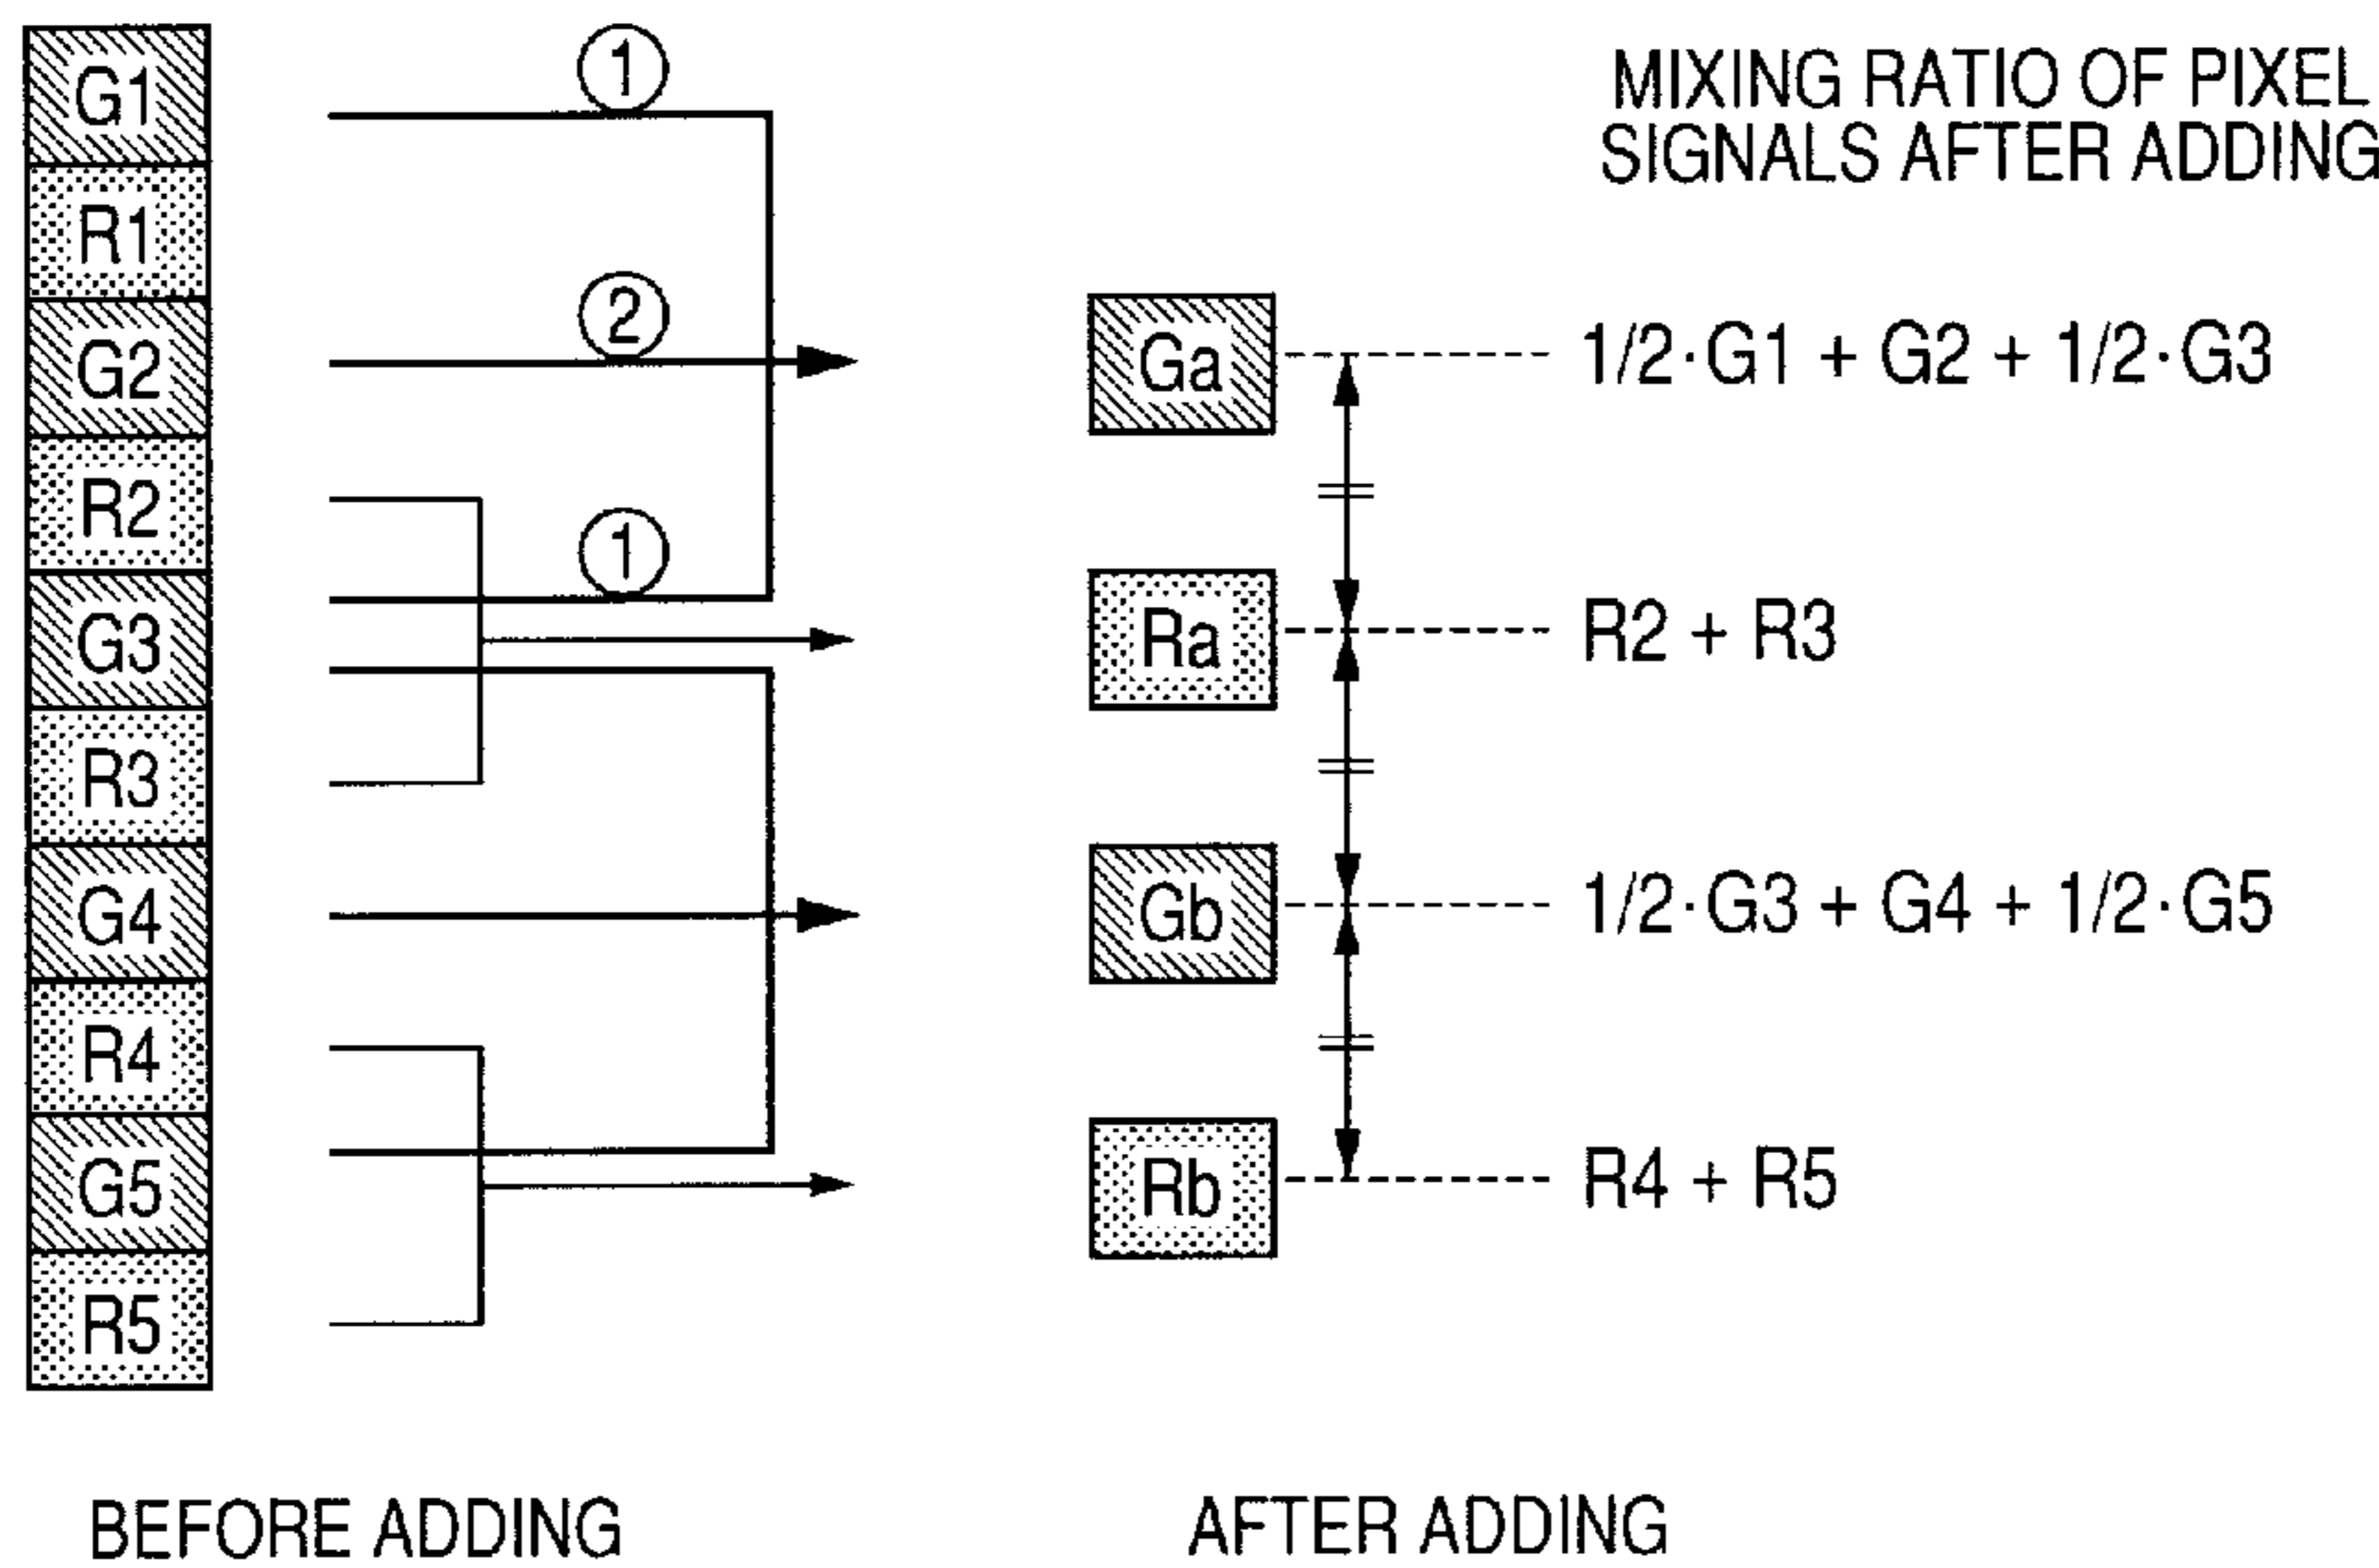 G1
R1
G2
R2
G3
R3
G4
R4
G5
R5
1
2
1
MIXING RATIO OF PIXEL
SIGNALS AFTER ADDING
Ga
1/2·G1 + G2 + 1/2·G3
Ra
R2 + R3
Gb
1/2·G3 + G4 + 1/2·G5
Rb
R4 + R5
BEFORE ADDING
AFTER ADDING